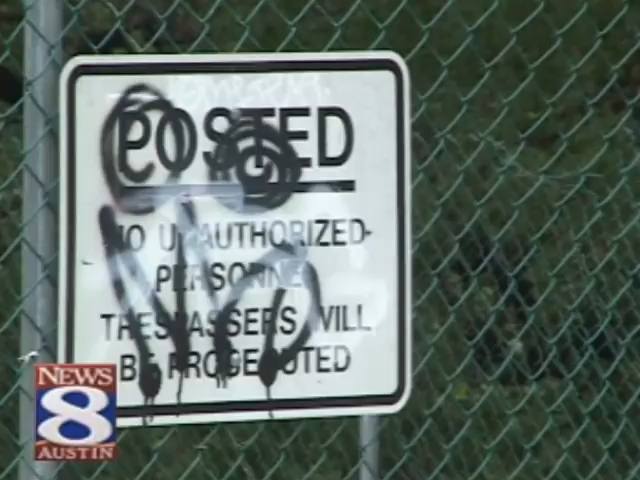 POSTED
NO UNAUTHORIZED
PERSONNEL
TRESPASSERS WILL
BE PROSECUTED
NEWS
8
AUSTIN